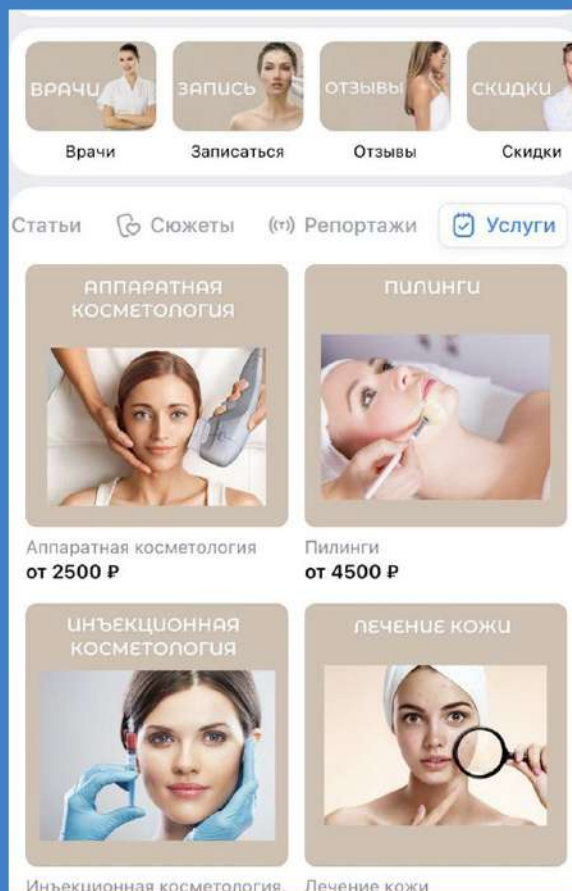 ВРАЧИ
ЗАПИСЬ
ОТЗЫВЫ
СКИДКИ
Врачи
Записаться
Отзывы
Скидки
Статьи
Сюжеты
Репортажи
Услуги
АППАРАТНАЯ
КОСМЕТОЛОГИЯ
ПИЛИНГИ
Аппаратная косметология
от 2500 ₽
Пилинги
от 4500 ₽
ИНЪЕКЦИОННАЯ
КОСМЕТОЛОГИЯ
ЛЕЧЕНИЕ КОЖИ
Инъекционная косметология.
Лечение кожи